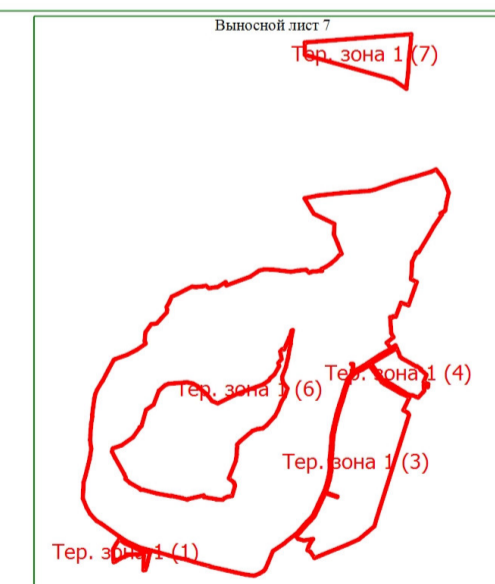 Выносной лист 7
Тер. зона 1 (7)
Тер. зона 1 (4)
Тер. зона 1 (6)
Тер. зона 1 (3)
Тер. зона 1 (1)